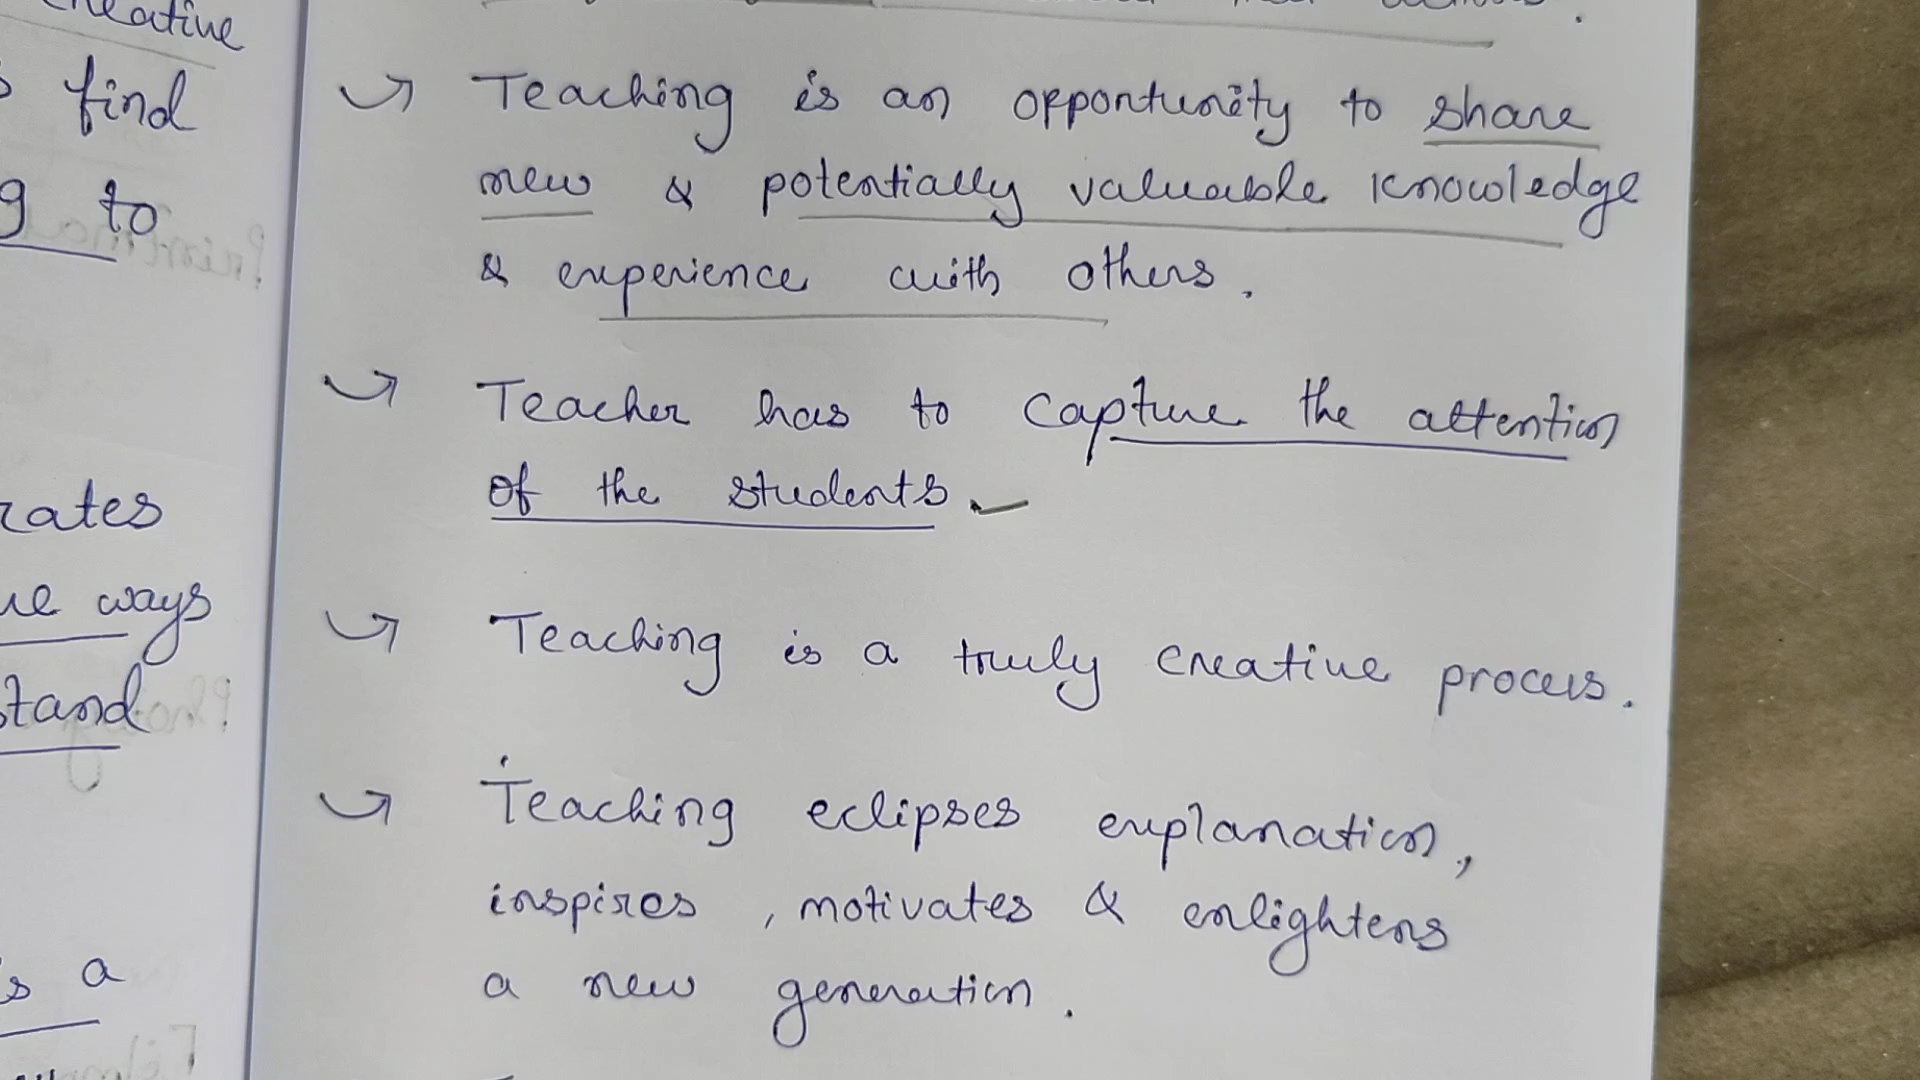 creative
find
g to
rates
ways
stand
s a
Teaching is an opportunity to share
new & potentially valuable knowledge
& experience with others.
Teacher has to capture the attention
of the students.
Teaching is a truly creative process.
Teaching eclipses explanation,
inspires, motivates & enlightens
a new generation.